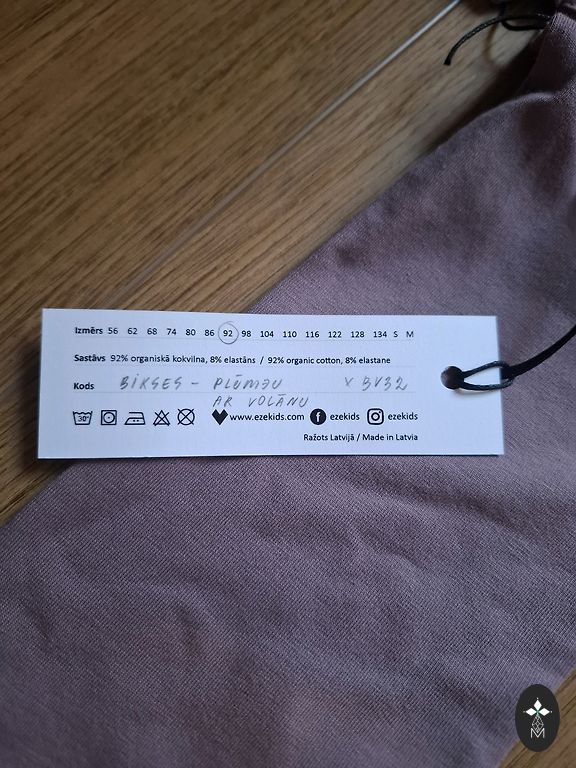 Izmērs 56 62 68 74 80 86 92 98 104 110 116 122 128 134 S M
Sastāvs 92% organiskā kokvilna, 8% elastāns / 92% organic cotton, 8% elastane
Kods BIKSES - PLŪMJU V BV32
AR VOLĀNU
30° www.ezekids.com f ezekids ezekids
Ražots Latvijā / Made in Latvia
M